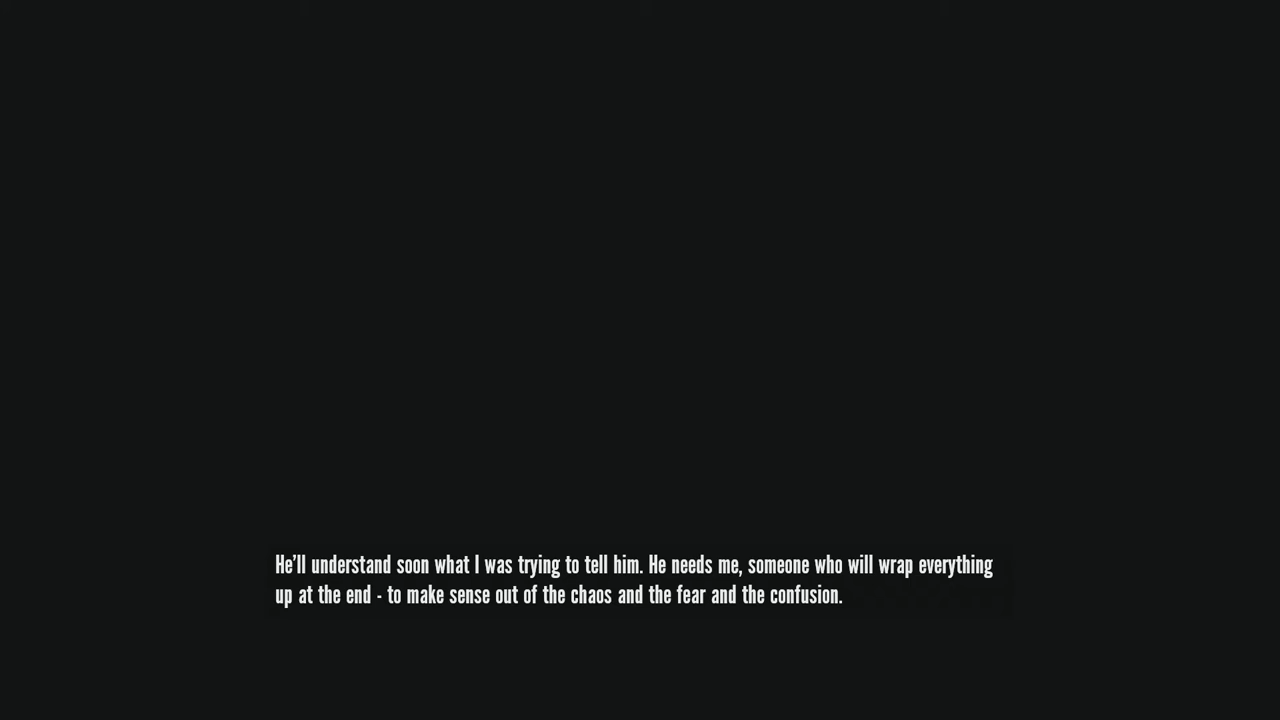 He’ll understand soon what I was trying to tell him. He needs me, someone who will wrap everything
up at the end - to make sense out of the chaos and the fear and the confusion.